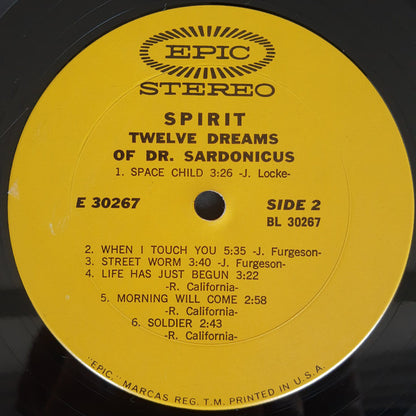 EPIC
STEREO
SPIRIT
TWELVE DREAMS
OF DR. SARDONICUS
1. SPACE CHILD 3:26 -J. Locke-
E 30267
SIDE 2
BL 30267
2. WHEN I TOUCH YOU 5:35 -J. Furgeson-
3. STREET WORM 3:40 -J. Furgeson-
4. LIFE HAS JUST BEGUN 3:22
-R. California-
5. MORNING WILL COME 2:58
-R. California-
6. SOLDIER 2:43
-R. California-
"EPIC," MARCAS REG. T.M. PRINTED IN U.S.A.